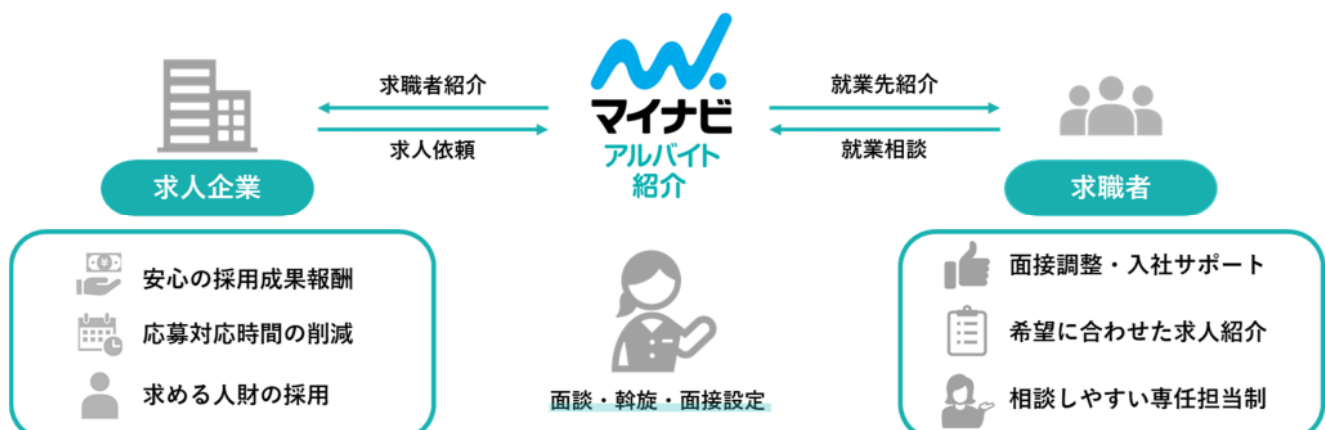 求職者紹介
求人依頼
求人企業
安心の採用成果報酬
応募対応時間の削減
求める人財の採用
マイナビ
アルバイト
紹介
面談・斡旋・面接設定
就業先紹介
就業相談
求職者
面接調整・入社サポート
希望に合わせた求人紹介
相談しやすい専任担当制